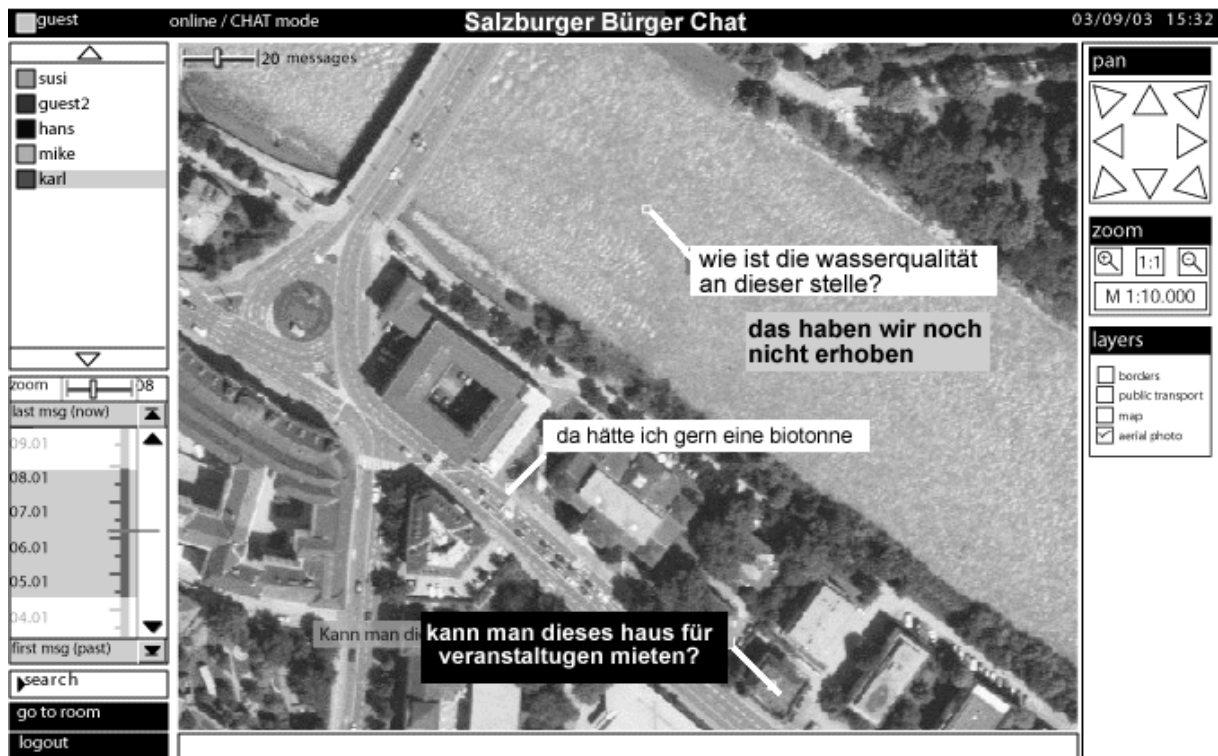 guest
online / CHAT mode
Salzburger Bürger Chat
03/09/03 15:32
susi
guest2
hans
mike
karl
zoom
08
last msg (now)
09.01
08.01
07.01
06.01
05.01
04.01
first msg (past)
search
go to room
logout
20 messages
wie ist die wasserqualität
an dieser stelle?
das haben wir noch
nicht erhoben
da hätte ich gern eine biotonne
Kann man di
kann man dieses haus für
veranstaltugen mieten?
pan
zoom
1:1
M 1:10.000
layers
borders
public transport
map
aerial photo